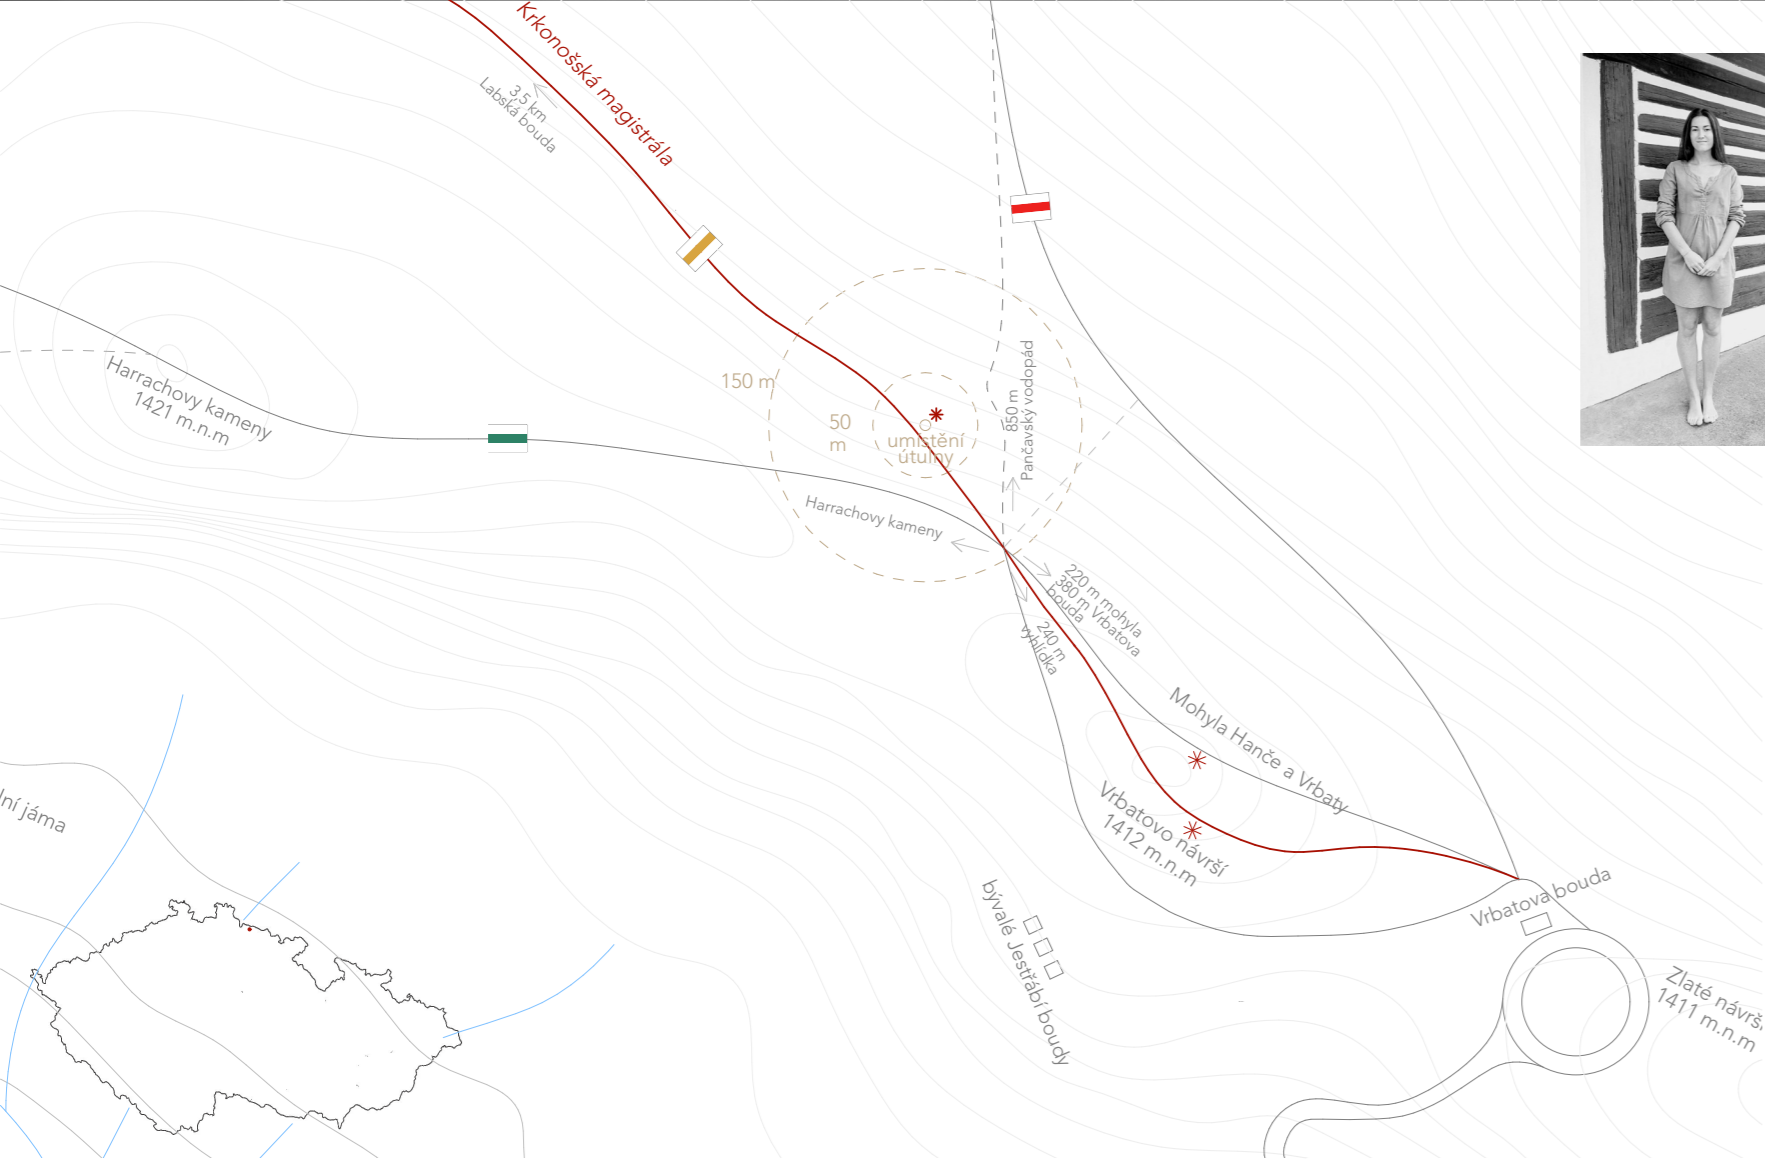 Krkonošská magistrála
3,5 km
Labská bouda
Harrachovy kameny
1421 m.n.m
150 m
50
m
umístění
útulny
850 m
Pančavský vodopád
Harrachovy kameny
220 m mohyla
380 m Vrbatova
bouda
240 m
vyhlídka
Mohyla Hanče a Vrbaty
Vrbatovo návrší
1412 m.n.m
lní jáma
bývalé Jestřábí boudy
Vrbatova bouda
Zlaté návrš
1411 m.n.m